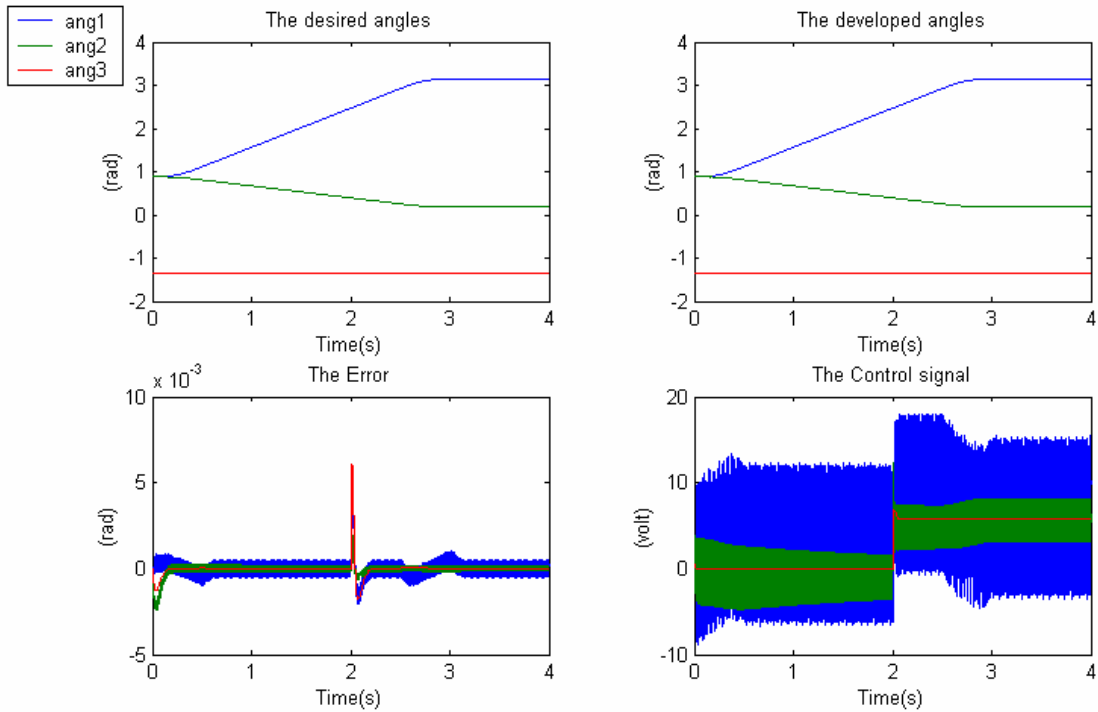 ang1
ang2
ang3
The desired angles
4
3
2
1
0
-1
-2
(rad)
0 1 2 3 4
Time(s)
The developed angles
4
3
2
1
0
-1
-2
(rad)
0 1 2 3 4
Time(s)
x 10-3
The Error
10
5
0
-5
(rad)
0 1 2 3 4
Time(s)
The Control signal
20
10
0
-10
(volt)
0 1 2 3 4
Time(s)